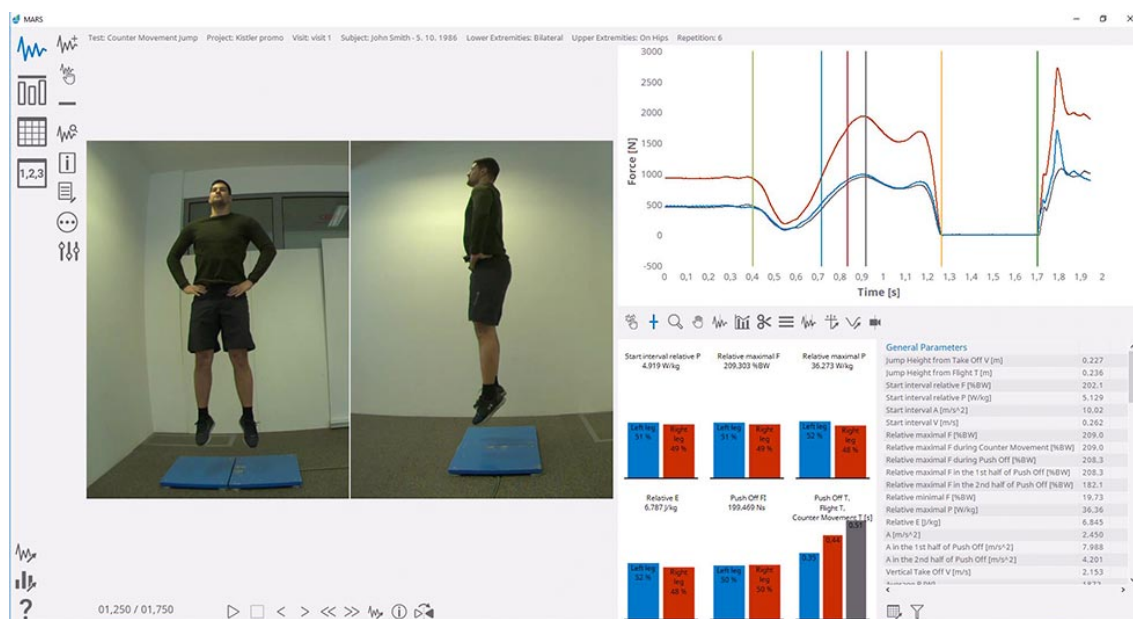 MARS
Test: Counter Movement Jump Project: Kistler promo Visit: visit 1 Subject: John Smith - 5. 10. 1986 Lower Extremities: Bilateral Upper Extremities: On Hips Repetition: 6
1,2,3
01,250 / 01,750
Force [N]
3000
2500
2000
1500
1000
500
0
-500
0 0,1 0,2 0,3 0,4 0,5 0,6 0,7 0,8 0,9 1 1,1 1,2 1,3 1,4 1,5 1,6 1,7 1,8 1,9 2
Time [s]
Start interval relative P
4.919 W/kg
Left leg
51 %
Right leg
49 %
Relative maximal F
209.303 %BW
Left leg
51 %
Right leg
49 %
Relative maximal P
36.273 W/kg
Left leg
52 %
Right leg
48 %
Relative E
6.787 J/kg
Left leg
52 %
Right leg
48 %
Push Off FI
199.469 Ns
Left leg
50 %
Right leg
50 %
Push Off T,
Flight T,
Counter Movement T [s]
0.35
0.44
0.51
General Parameters
Jump Height from Take Off V [m] 0.227
Jump Height from Flight T [m] 0.236
Start interval relative F [%BW] 202.1
Start interval relative P [W/kg] 5.129
Start interval A [m/s^2] 10.02
Start interval V [m/s] 0.262
Relative maximal F [%BW] 209.0
Relative maximal F during Counter Movement [%BW] 209.0
Relative maximal F during Push Off [%BW] 208.3
Relative maximal F in the 1st half of Push Off [%BW] 208.3
Relative maximal F in the 2nd half of Push Off [%BW] 182.1
Relative minimal F [%BW] 19.73
Relative maximal P [W/kg] 36.36
Relative E [J/kg] 6.845
A [m/s^2] 2.450
A in the 1st half of Push Off [m/s^2] 7.988
A in the 2nd half of Push Off [m/s^2] 4.201
Vertical Take Off V [m/s] 2.153